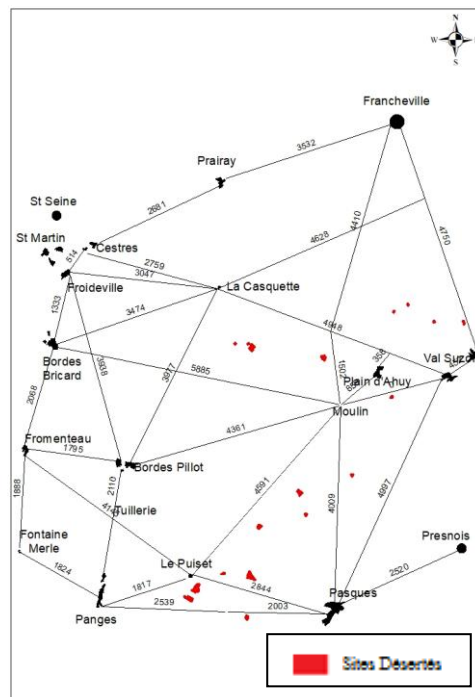 N
W
E
S
Francheville
3532
Prairay
2681
St Seine
4410
4750
St Martin
Cestres
514
2759
4628
3047
Froideville
La Casquette
1333
3474
4948
358
Val Suzon
Bordes
Bricard
3938
3977
5885
1502
Plain d'Ahuy
Moulin
2068
Fromenteau
1795
4361
Bordes Pillot
2110
4591
4009
4997
1888
Tuillerie
Fontaine
Merle
Presnois
Le Puiset
1824
1817
2844
2520
Pasques
Panges
2539
2003
Sites Désertés